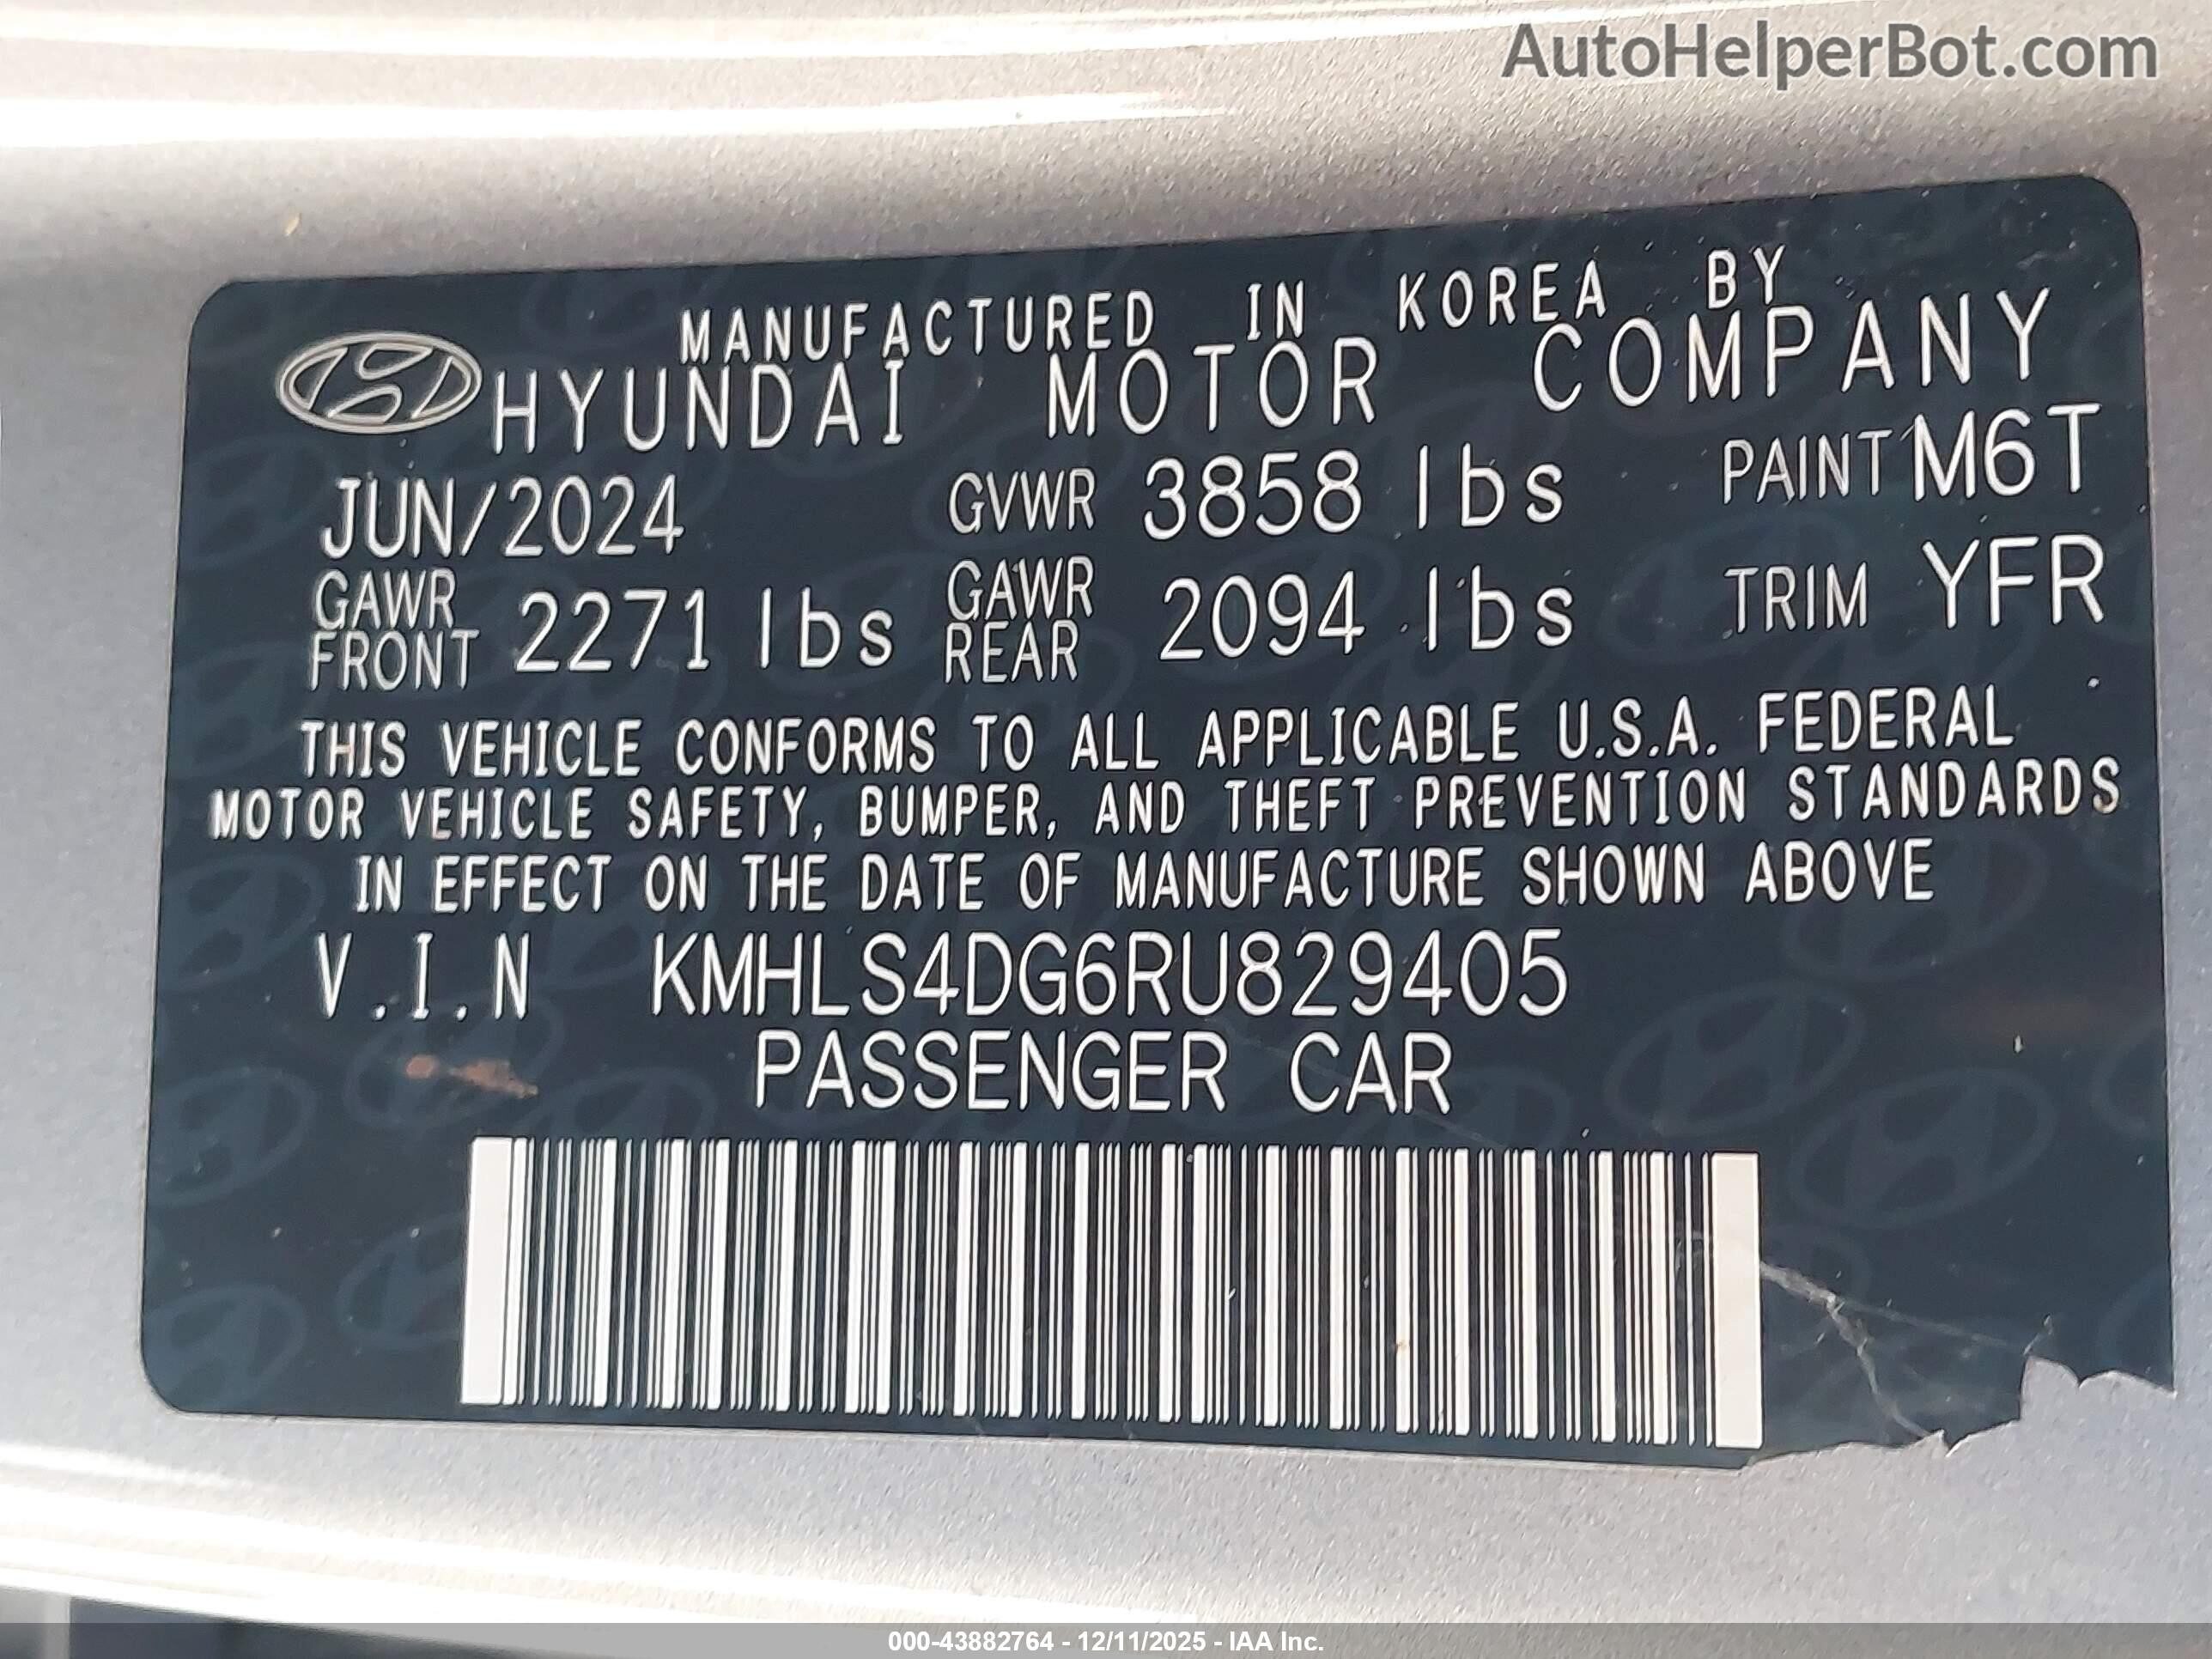 AutoHelperBot.com
MANUFACTURED IN KOREA BY
HYUNDAI MOTOR COMPANY
JUN/2024 GVWR 3858 lbs PAINT M6T
GAWR FRONT 2271 lbs GAWR REAR 2094 lbs TRIM YFR
THIS VEHICLE CONFORMS TO ALL APPLICABLE U.S.A. FEDERAL
MOTOR VEHICLE SAFETY, BUMPER, AND THEFT PREVENTION STANDARDS
IN EFFECT ON THE DATE OF MANUFACTURE SHOWN ABOVE
V.I.N KMHLS4DG6RU829405
PASSENGER CAR
000-43882764 - 12/11/2025 - IAA Inc.